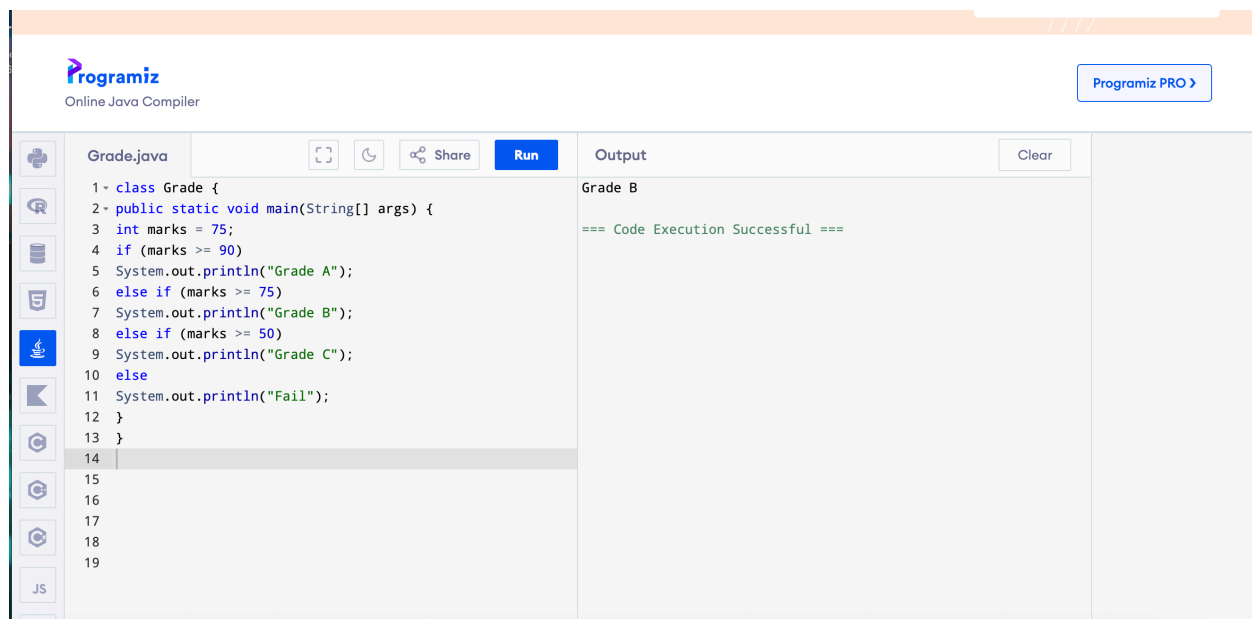 Programiz
Online Java Compiler
Programiz PRO ❯
Grade.java
Share
Run
Output
Clear
1 class Grade {
2 public static void main(String[] args) {
3 int marks = 75;
4 if (marks >= 90)
5 System.out.println("Grade A");
6 else if (marks >= 75)
7 System.out.println("Grade B");
8 else if (marks >= 50)
9 System.out.println("Grade C");
10 else
11 System.out.println("Fail");
12 }
13 }
14
15
16
17
18
19
Grade B
=== Code Execution Successful ===
R
5
C
C
C
JS